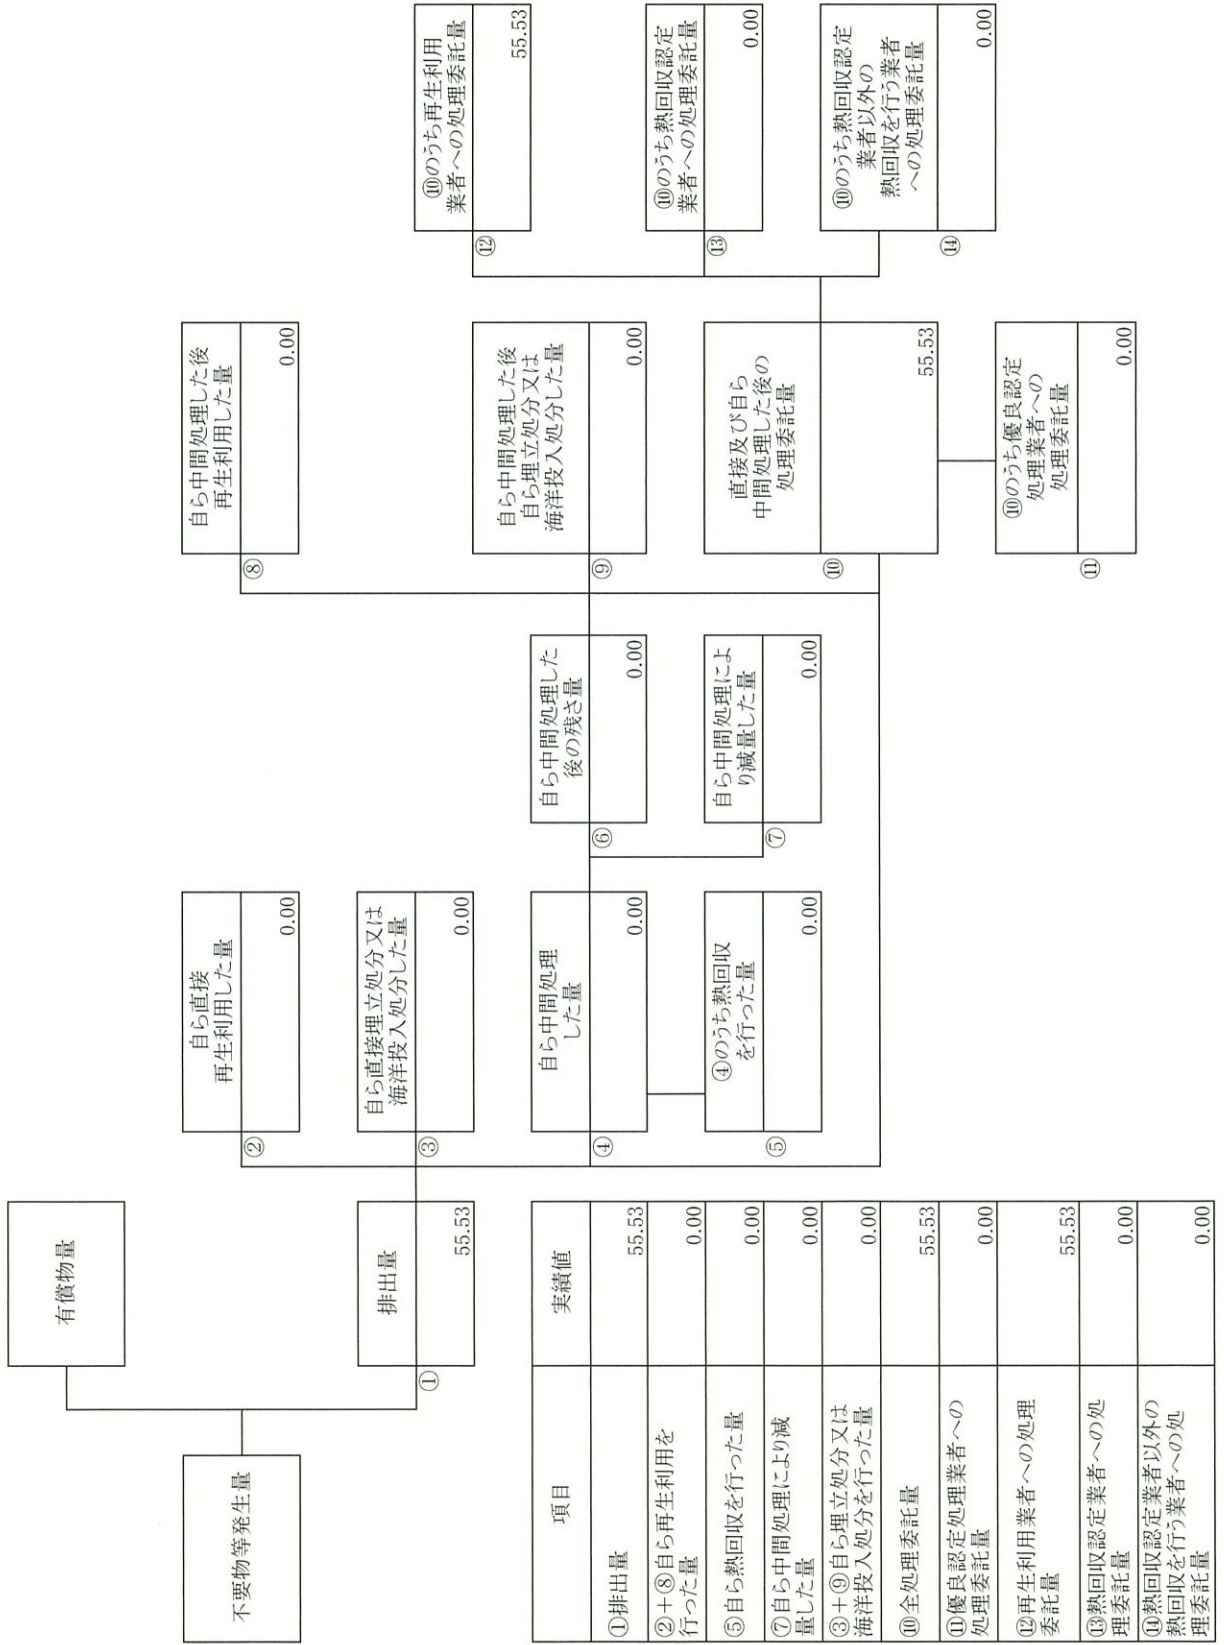 不要物等発生量
有償物量
①
排出量
55.53
②
自ら直接
再生利用した量
0.00
③
自ら直接埋立処分又は
海洋投入処分した量
0.00
④
自ら中間処理
した量
0.00
⑤
④のうち熱回収
を行った量
0.00
⑥
自ら中間処理した
後の残さ量
0.00
⑦
自ら中間処理によ
り減量した量
0.00
⑧
自ら中間処理した後
再生利用した量
0.00
⑨
自ら中間処理した後
自ら埋立処分又は
海洋投入処分した量
0.00
⑩
直接及び自ら
中間処理した後の
処理委託量
55.53
⑪
⑩のうち優良認定
処理業者への
処理委託量
0.00
⑫
⑩のうち再生利用
業者への処理委託量
55.53
⑬
⑩のうち熱回収認定
業者への処理委託量
0.00
⑭
⑩のうち熱回収認定
業者以外の
熱回収を行う業者
への処理委託量
0.00
項目 実績値
①排出量 55.53
②+⑧自ら再生利用を
行った量 0.00
⑤自ら熱回収を行った量 0.00
⑦自ら中間処理により減
量した量 0.00
③+⑨自ら埋立処分又は
海洋投入処分を行った量 0.00
⑩全処理委託量 55.53
⑪優良認定処理業者への
処理委託量 0.00
⑫再生利用業者への処理
委託量 55.53
⑬熱回収認定業者への処
理委託量 0.00
⑭熱回収認定業者以外の
熱回収を行う業者への処
理委託量 0.00